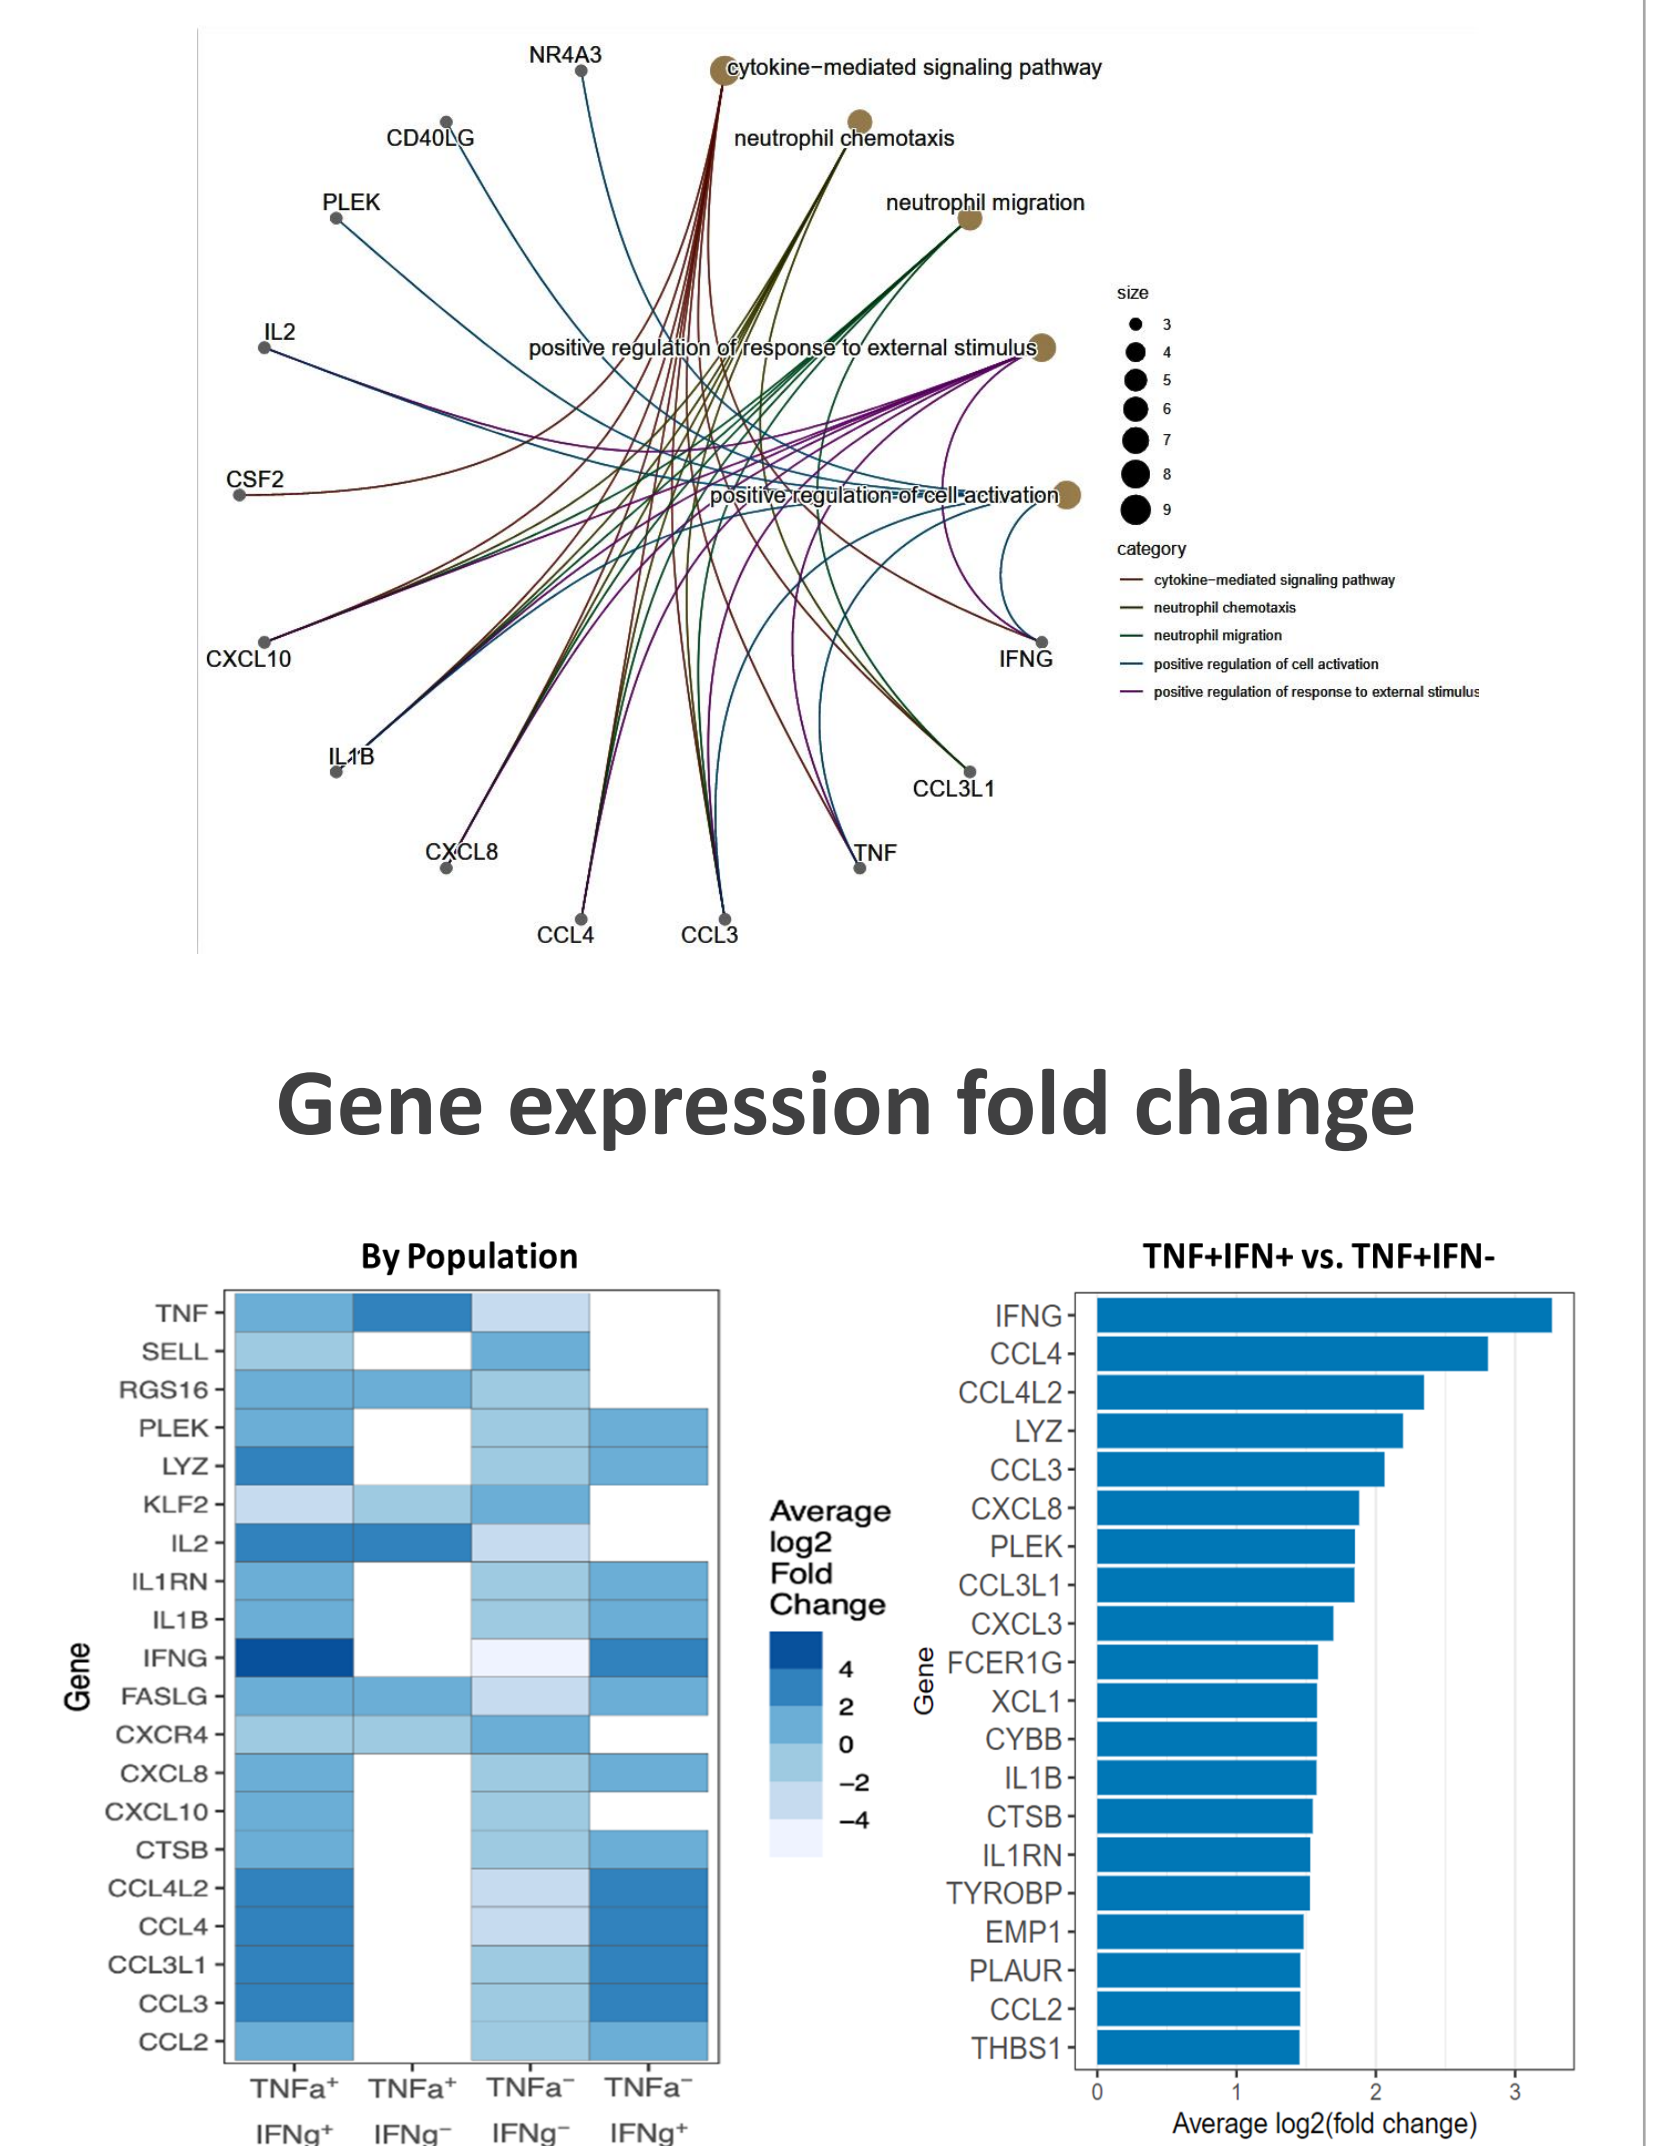 NR4A3
cytokine−mediated signaling pathway
CD40LG
neutrophil chemotaxis
PLEK
neutrophil migration
size
3
IL2
positive regulation of response to external stimulus
4
5
6
7
CSF2
8
positive regulation of cell activation
9
category
cytokine−mediated signaling pathway
neutrophil chemotaxis
neutrophil migration
CXCL10
IFNG
positive regulation of cell activation
positive regulation of response to external stimulus
IL1B
CCL3L1
CXCL8
TNF
CCL4
CCL3
Gene expression fold change
By Population
TNF
SELL
RGS16
PLEK
LYZ
KLF2
IL2
IL1RN
IL1B
IFNG
FASLG
CXCR4
CXCL8
CXCL10
CTSB
CCL4L2
CCL4
CCL3L1
CCL3
CCL2
Gene
TNFa+ TNFa+ TNFa− TNFa−
IFNg+ IFNg− IFNg− IFNg+
Average
log2
Fold
Change
4
2
0
−2
−4
TNF+IFN+ vs. TNF+IFN-
IFNG
CCL4
CCL4L2
LYZ
CCL3
CXCL8
PLEK
CCL3L1
CXCL3
FCER1G
XCL1
CYBB
IL1B
CTSB
IL1RN
TYROBP
EMP1
PLAUR
CCL2
THBS1
Gene
0 1 2 3
Average log2(fold change)